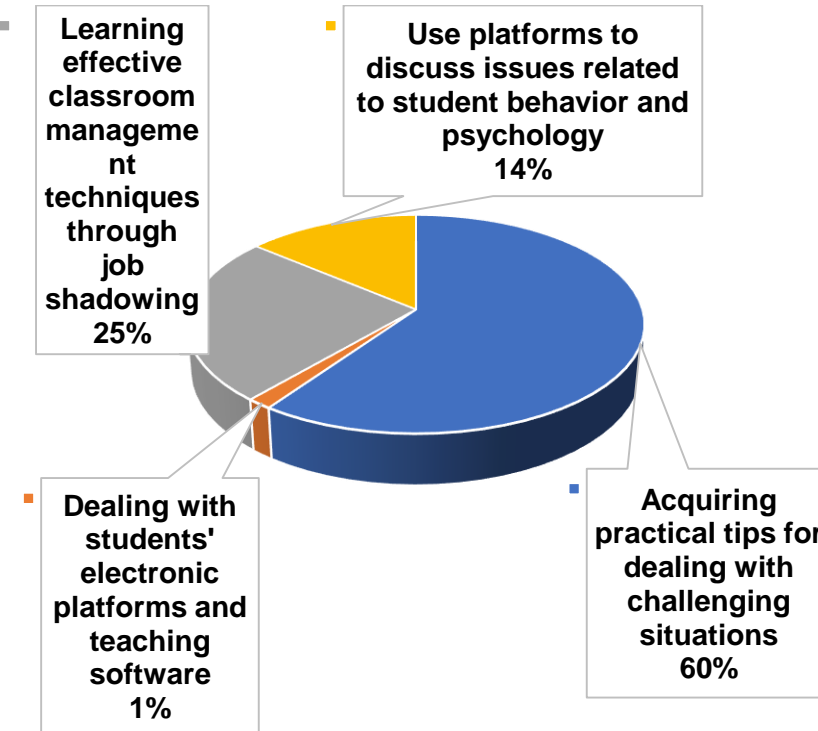 Learning
effective
classroom
manageme
nt
techniques
through
job
shadowing
25%
Use platforms to
discuss issues related
to student behavior and
psychology
14%
Dealing with
students'
electronic
platforms and
teaching
software
1%
Acquiring
practical tips for
dealing with
challenging
situations
60%